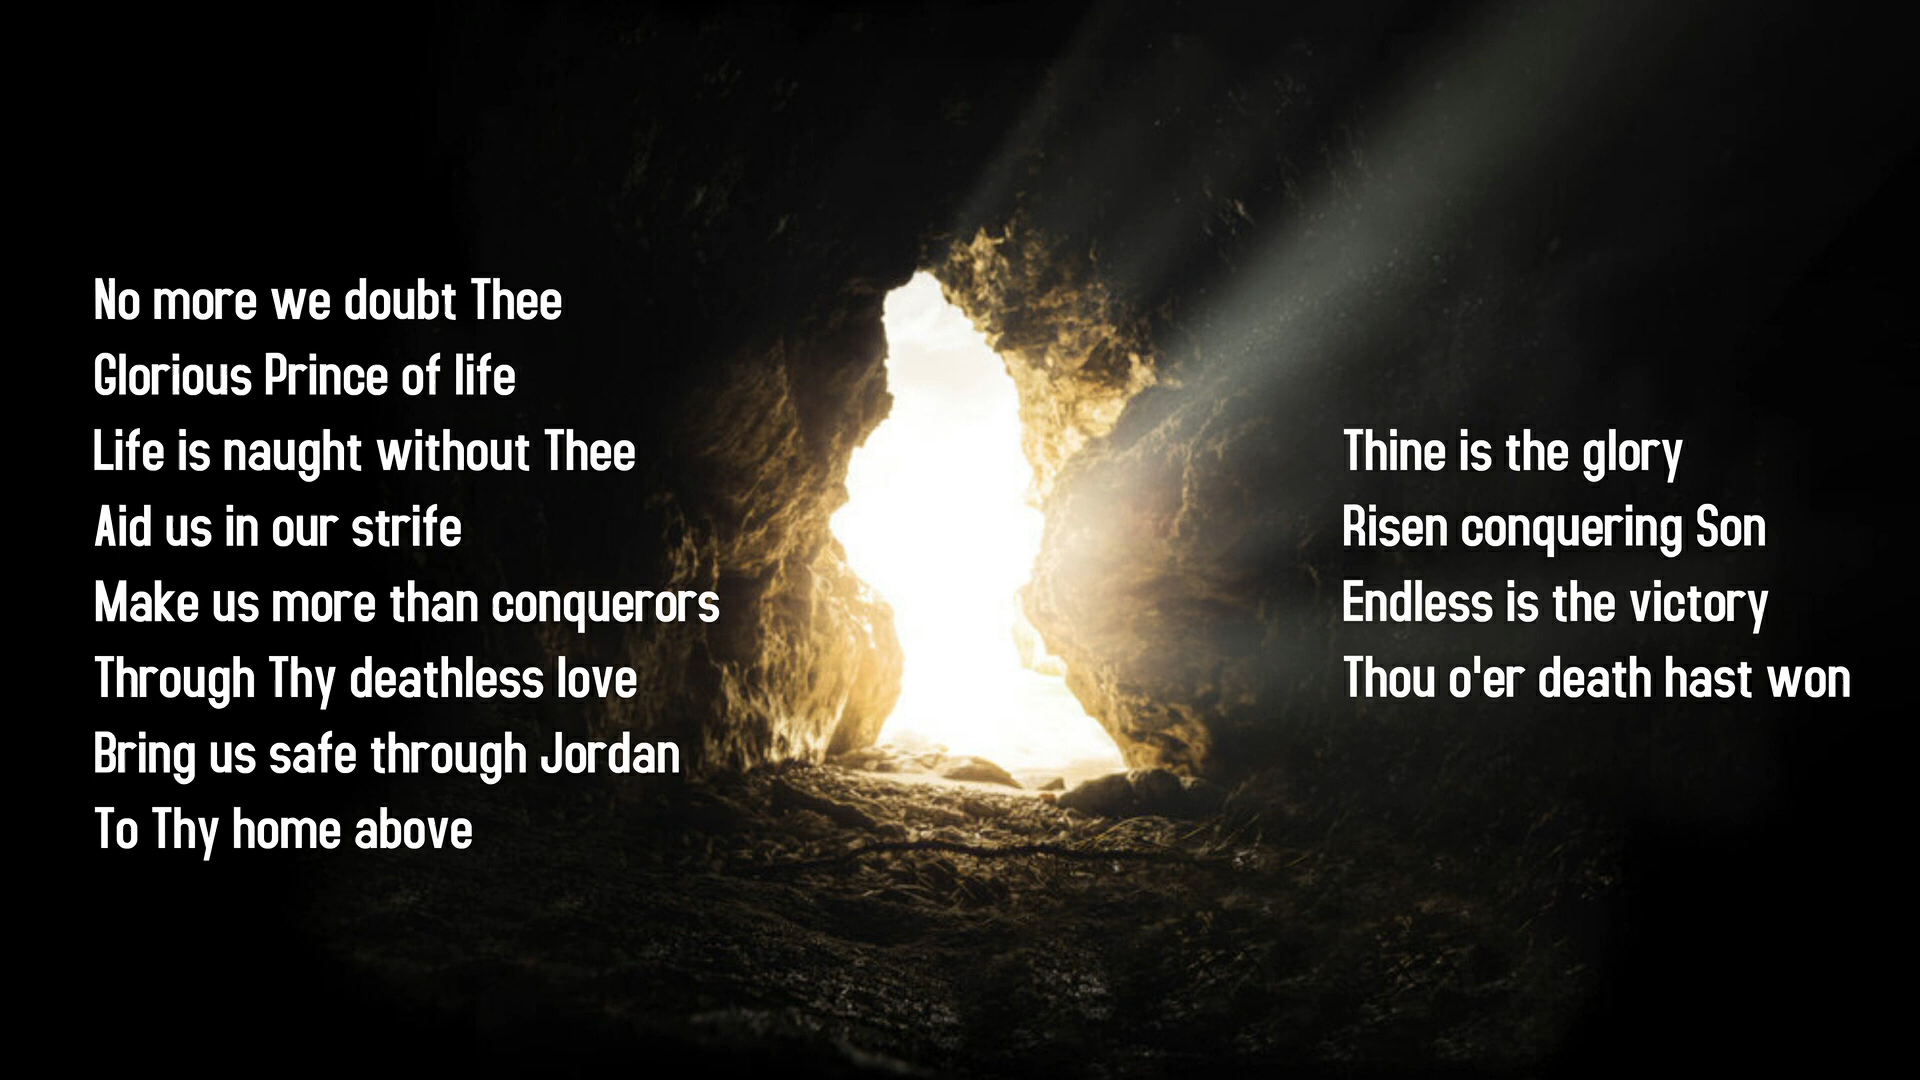 No more we doubt Thee
Glorious Prince of life
Life is naught without Thee
Aid us in our strife
Make us more than conquerors
Through Thy deathless love
Bring us safe through Jordan
To Thy home above
Thine is the glory
Risen conquering Son
Endless is the victory
Thou o'er death hast won